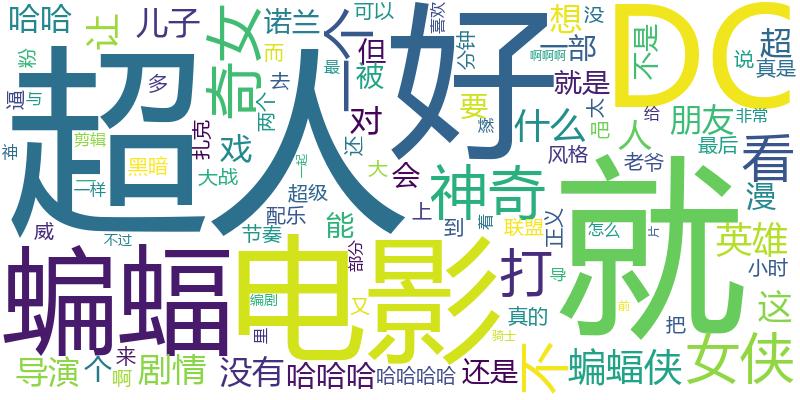 超人
好
DC
就
电影
蝙蝠
哈哈
让
儿子
奇女
诺兰
一个
但
可以
喜欢
分钟
一部
啊啊啊
想
没
不是
超
说
真是
粉
而
被
就是
逼
与
多
去
两个
最
对
要
燃
什么
太
吧
给
人
朋友
非常
最后
看
神
剪辑
扎克
戏
还
黑暗
一样
大战
大
会
风格
老爷
神奇
漫
超级
配乐
能
上
到
着
联盟
正义
怎么
片
英雄
威
不过
节奏
部分
打
导
小时
编剧
又
真的
把
这
前
里
骑士
来
导演
个
啊
剧情
没有
哈哈哈
哈哈哈哈
还是
不
蝙蝠侠
女侠